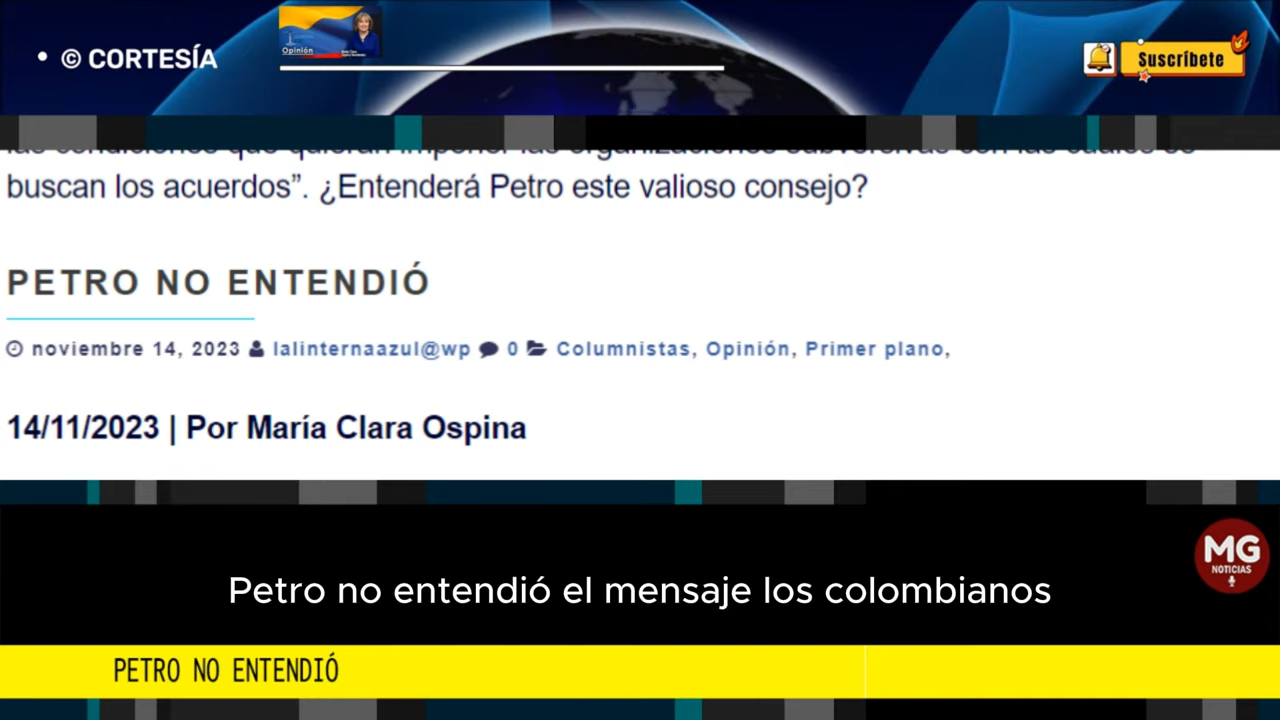 • © CORTESÍA
Opinión
Suscríbete
buscan los acuerdos”. ¿Entenderá Petro este valioso consejo?
PETRO NO ENTENDIÓ
noviembre 14, 2023 lalinternaazul@wp 0 Columnistas, Opinión, Primer plano,
14/11/2023 | Por María Clara Ospina
MG
NOTICIAS
Petro no entendió el mensaje los colombianos
PETRO NO ENTENDIÓ